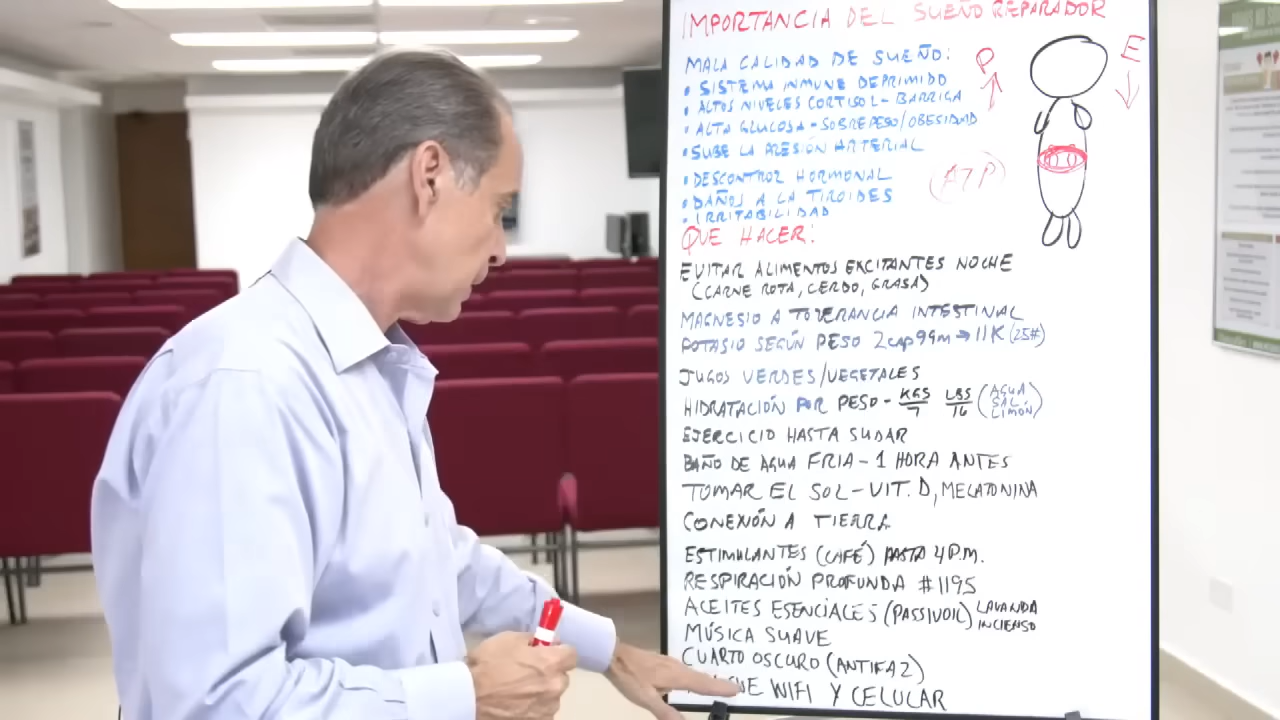 IMPORTANCIA DEL SUEÑO REPARADOR
MALA CALIDAD DE SUEÑO:
• SISTEMA INMUNE DEPRIMIDO
• ALTOS NIVELES CORTISOL - BARRIGA
• ALTA GLUCOSA - SOBREPESO/OBESIDAD
• SUBE LA PRESIÓN ARTERIAL
• DESCONTROL HORMONAL
• DAÑOS A LA TIROIDES
• IRRITABILIDAD
P
E
(ATP)
QUE HACER:
EVITAR ALIMENTOS EXCITANTES NOCHE
(CARNE ROJA, CERDO, GRASA)
MAGNESIO A TOLERANCIA INTESTINAL
POTASIO SEGÚN PESO 2cap 99m → 11K (25#)
JUGOS VERDES/VEGETALES
HIDRATACIÓN POR PESO - KGS/7 LBS/16 (AGUA SAL LIMÓN)
EJERCICIO HASTA SUDAR
BAÑO DE AGUA FRIA - 1 HORA ANTES
TOMAR EL SOL - VIT. D, MELATONINA
CONEXIÓN A TIERRA
ESTIMULANTES (CAFÉ) HASTA 4 P.M.
RESPIRACIÓN PROFUNDA #1195
ACEITES ESENCIALES (PASSIVOIL) LAVANDA INCIENSO
MÚSICA SUAVE
CUARTO OSCURO (ANTIFAZ)
WIFI Y CELULAR